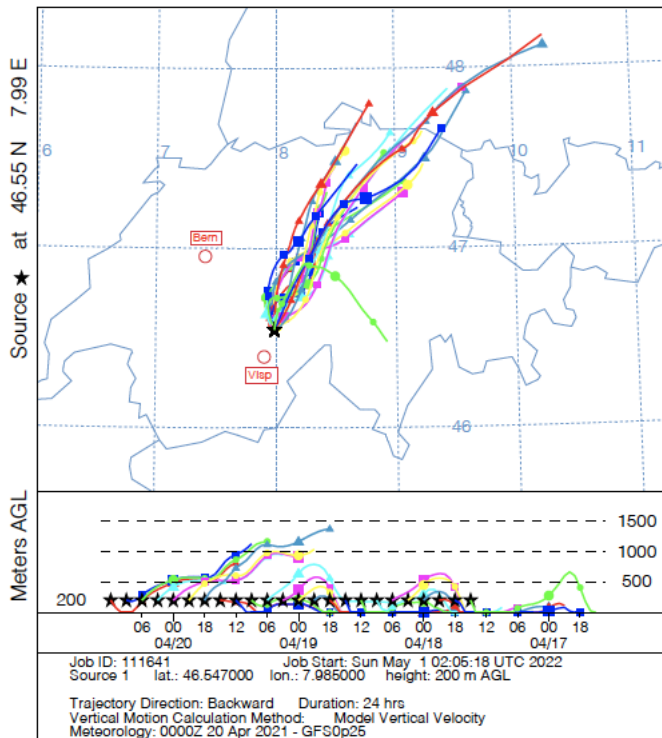 Source ★ at 46.55 N 7.99 E
48
6 7 8 9 10 11
Bern
47
Visp
46
Meters AGL
1500
1000
500
200
06 00 18 12 06 00 18 12 06 00 18 12 06 00 18
04/20 04/19 04/18 04/17
Job ID: 111641 Job Start: Sun May 1 02:05:18 UTC 2022
Source 1 lat.: 46.547000 lon.: 7.985000 height: 200 m AGL
Trajectory Direction: Backward Duration: 24 hrs
Vertical Motion Calculation Method: Model Vertical Velocity
Meteorology: 0000Z 20 Apr 2021 - GFS0p25